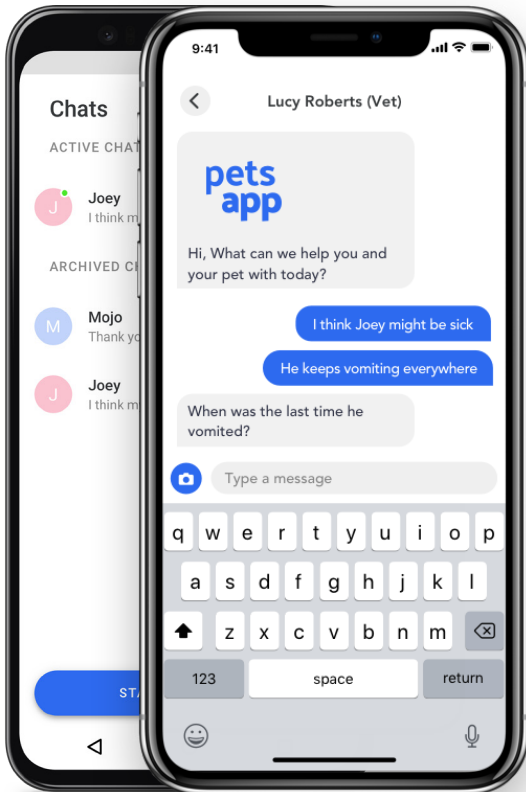 Chats
ACTIVE CHAT
J
Joey
I think m
ARCHIVED
M
Mojo
Thank yo
J
Joey
I think m
STA
9:41
Lucy Roberts (Vet)
pets
app
Hi, What can we help you and
your pet with today?
I think Joey might be sick
He keeps vomiting everywhere
When was the last time he
vomited?
Type a message
q w e r t y u i o p
a s d f g h j k l
z x c v b n m
123 space return